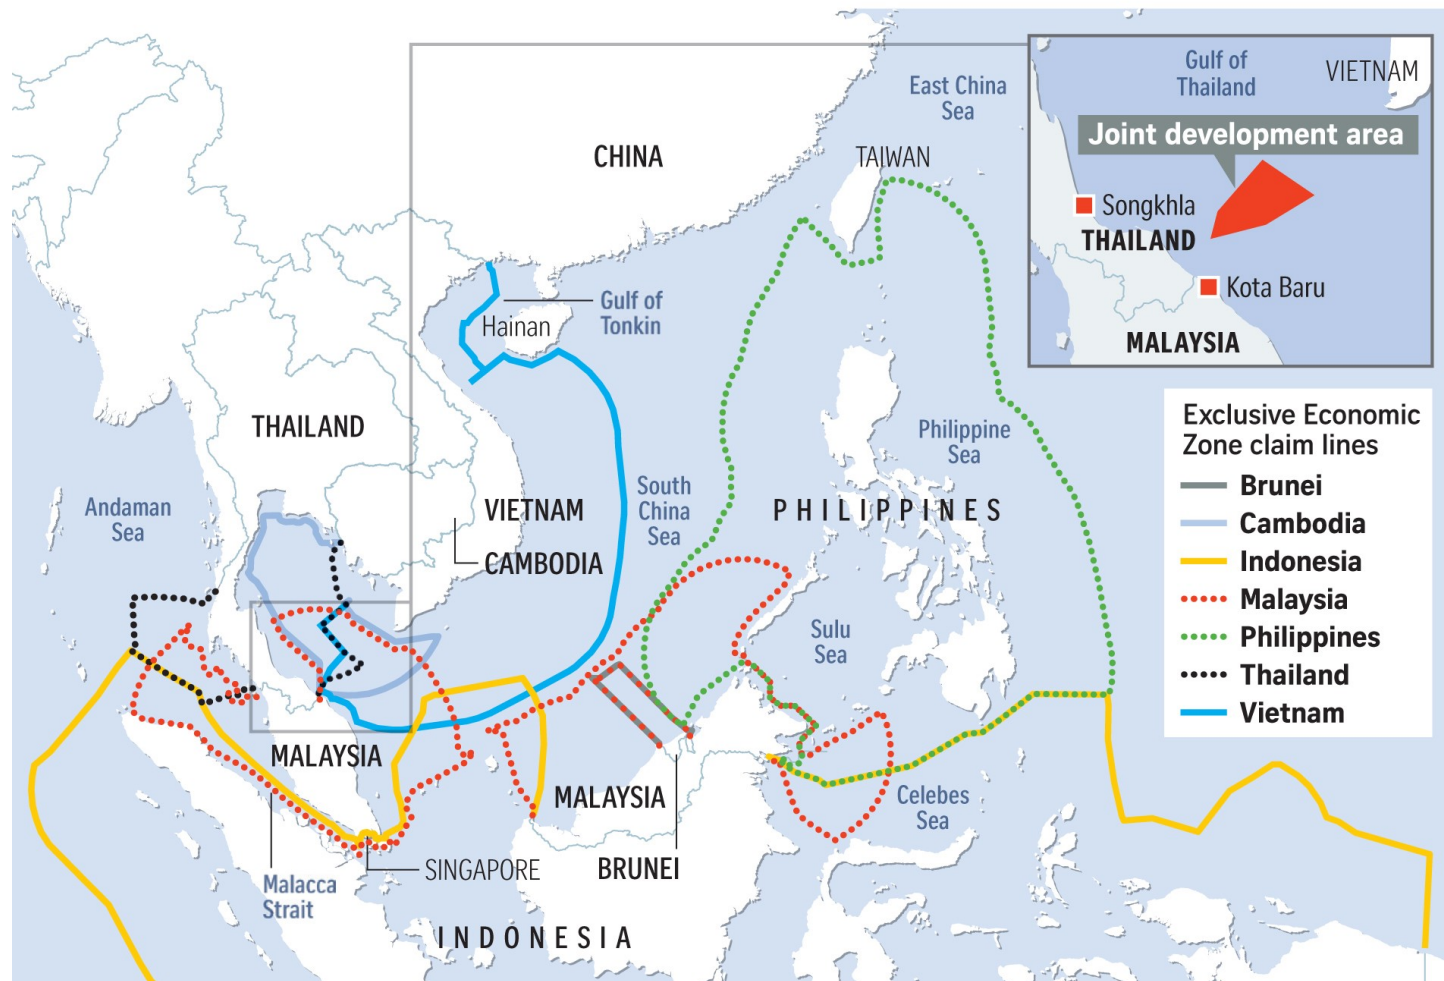 East China
Sea
CHINA
TAIWAN
Gulf of
Tonkin
Hainan
THAILAND
Philippine
Sea
Andaman
Sea
South
China
Sea
VIETNAM
PHILIPPINES
CAMBODIA
Sulu
Sea
MALAYSIA
MALAYSIA
Celebes
Sea
SINGAPORE
BRUNEI
Malacca
Strait
INDONESIA
Gulf of
Thailand
VIETNAM
Joint development area
Songkhla
THAILAND
Kota Baru
MALAYSIA
Exclusive Economic
Zone claim lines
Brunei
Cambodia
Indonesia
Malaysia
Philippines
Thailand
Vietnam